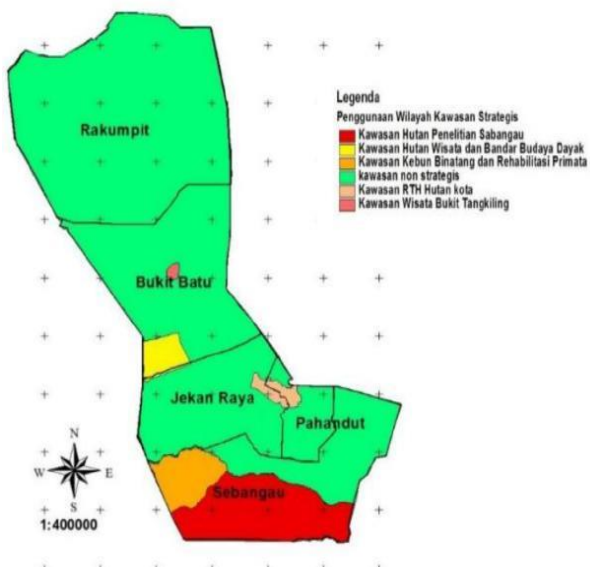 Rakumpit
Legenda
Penggunaan Wilayah Kawasan Strategis
Kawasan Hutan Penelitian Sabangau
Kawasan Hutan Wisata dan Bandar Budaya Dayak
Kawasan Kebun Binatang dan Rehabilitasi Primata
kawasan non strategis
Kawasan RTH Hutan kota
Kawasan Wisata Bukit Tangkiling
Bukit Batu
Jekan Raya
Pahandut
Sebangau
N
W E
S
1:400000